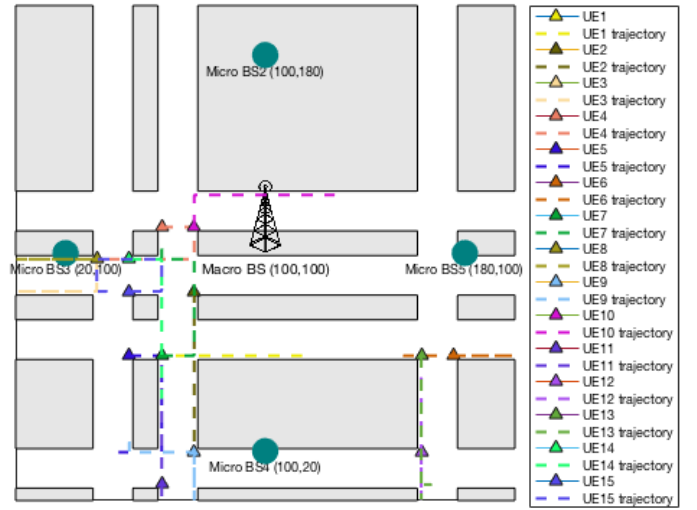 Micro BS2 (100,180)
Micro BS3 (20,100)
Macro BS (100,100)
Micro BS5 (180,100)
Micro BS4 (100,20)
UE1
UE1 trajectory
UE2
UE2 trajectory
UE3
UE3 trajectory
UE4
UE4 trajectory
UE5
UE5 trajectory
UE6
UE6 trajectory
UE7
UE7 trajectory
UE8
UE8 trajectory
UE9
UE9 trajectory
UE10
UE10 trajectory
UE11
UE11 trajectory
UE12
UE12 trajectory
UE13
UE13 trajectory
UE14
UE14 trajectory
UE15
UE15 trajectory